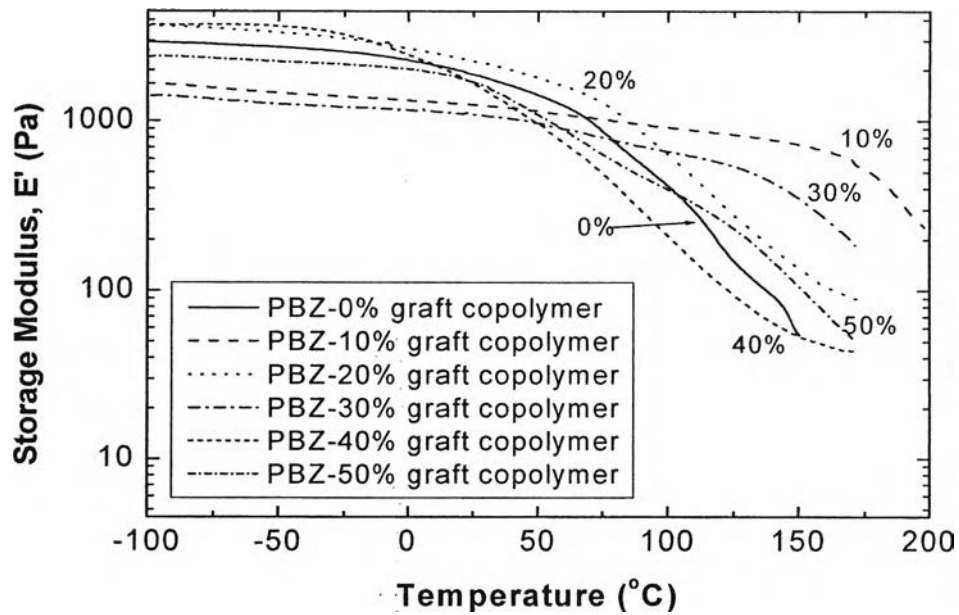 Storage Modulus, E' (Pa)
1000
100
10
20%
10%
30%
0%
50%
40%
PBZ-0% graft copolymer
PBZ-10% graft copolymer
PBZ-20% graft copolymer
PBZ-30% graft copolymer
PBZ-40% graft copolymer
PBZ-50% graft copolymer
-100 -50 0 50 100 150 200
Temperature (°C)